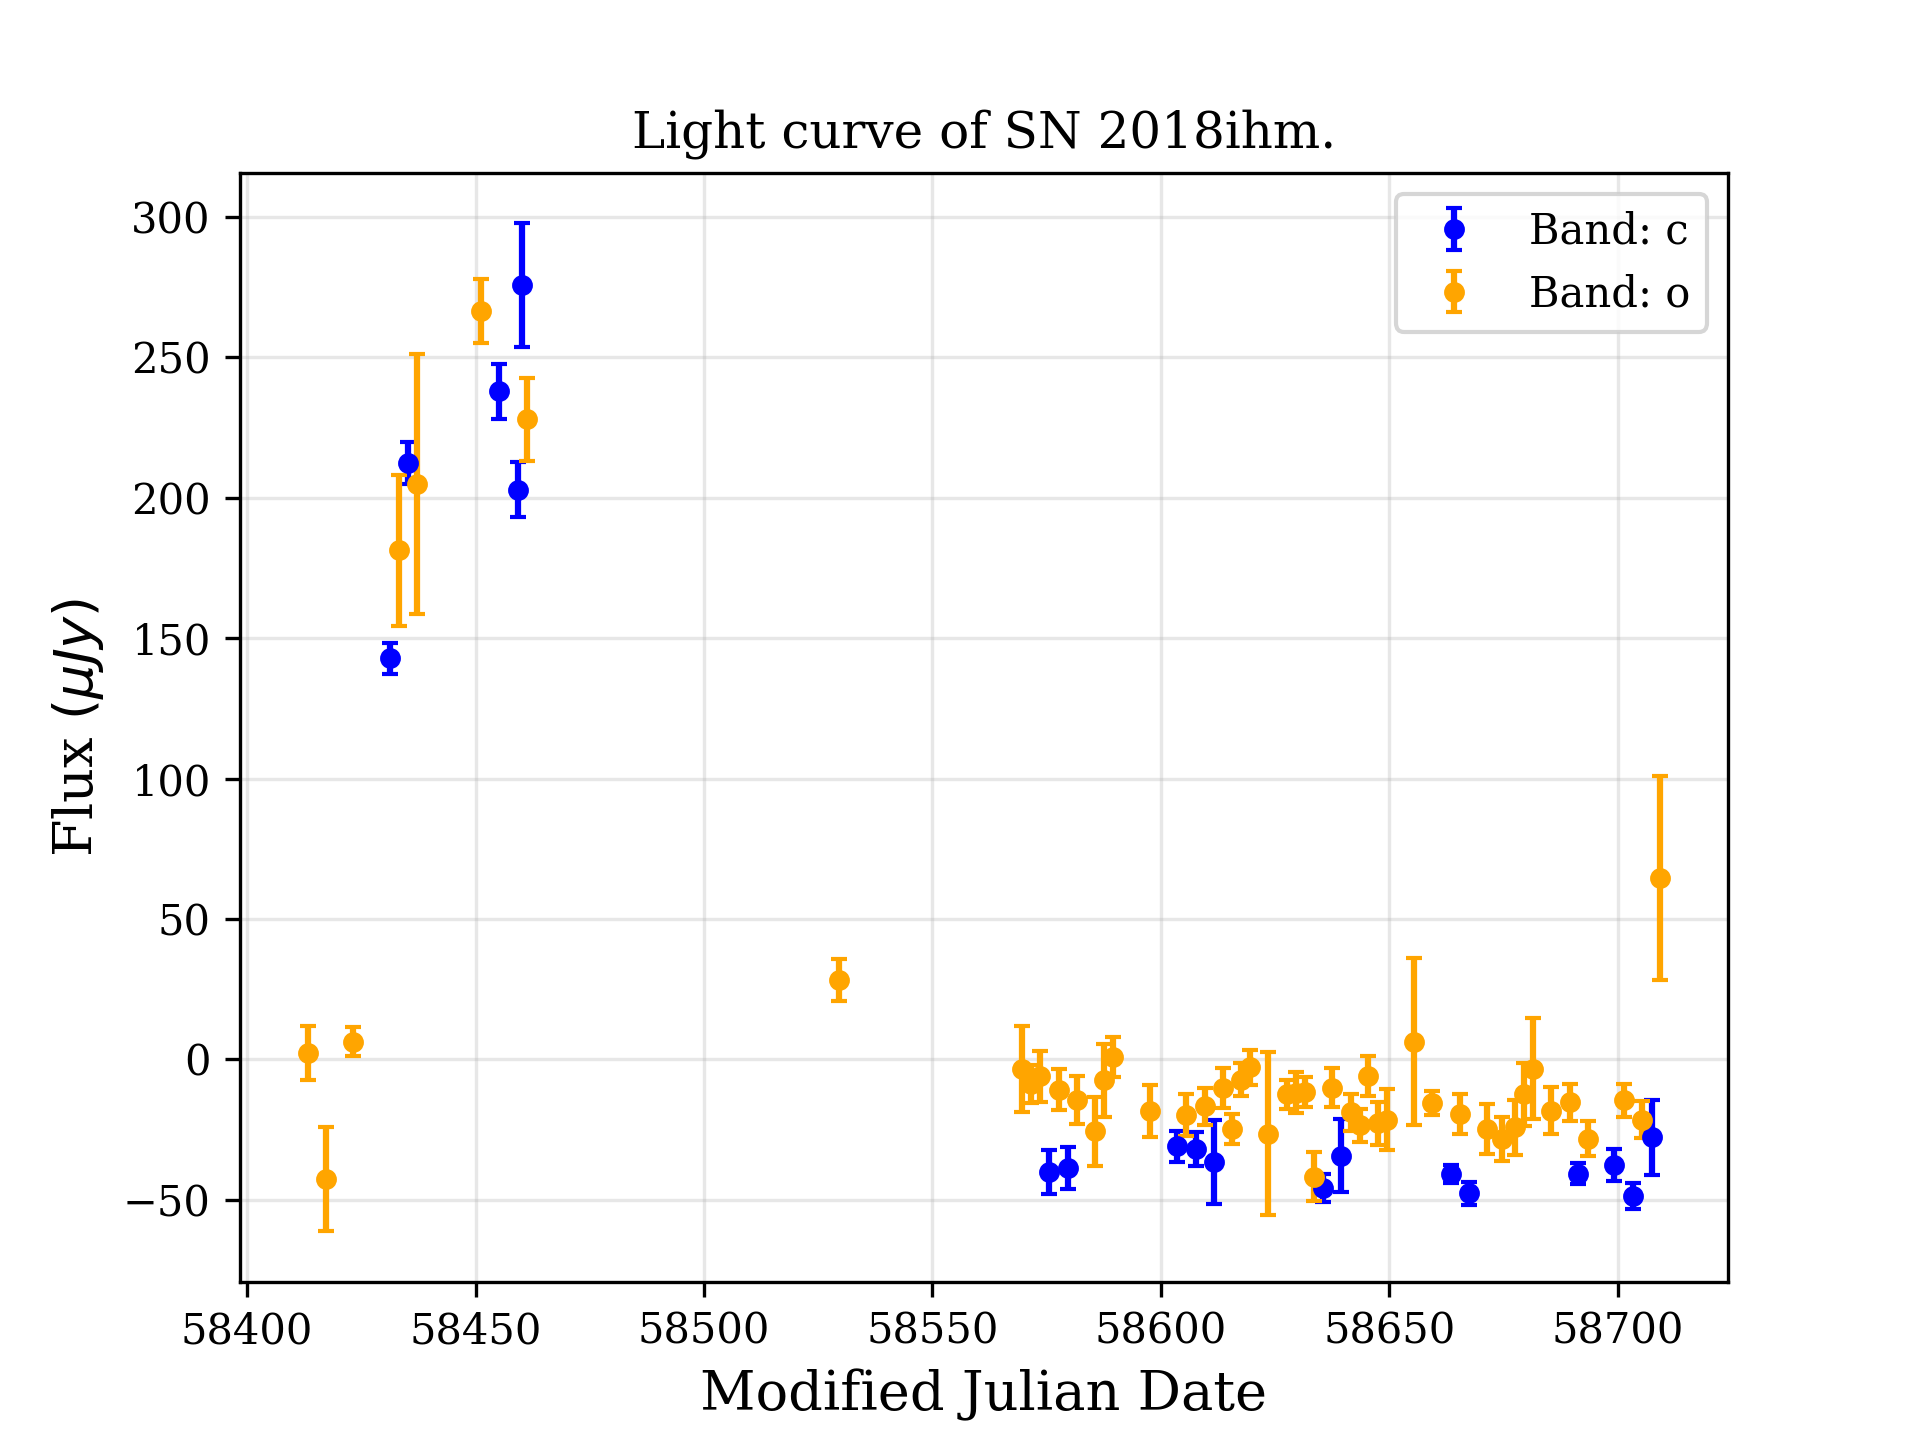 Light curve of SN 2018ihm.
Band: c
Band: o
300
250
200
150
100
50
0
−50
Flux (μJy)
58400 58450 58500 58550 58600 58650 58700
Modified Julian Date